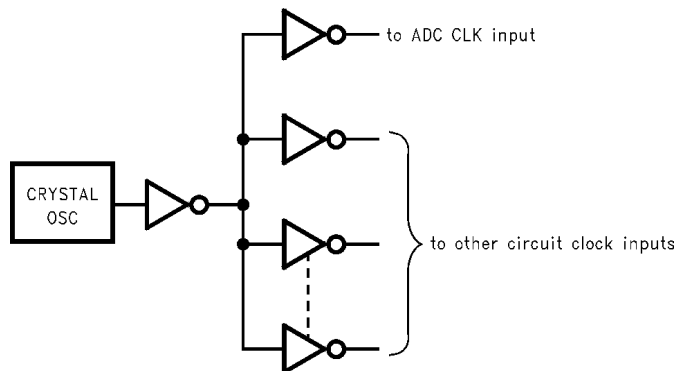 to ADC CLK input
CRYSTAL
OSC
to other circuit clock inputs